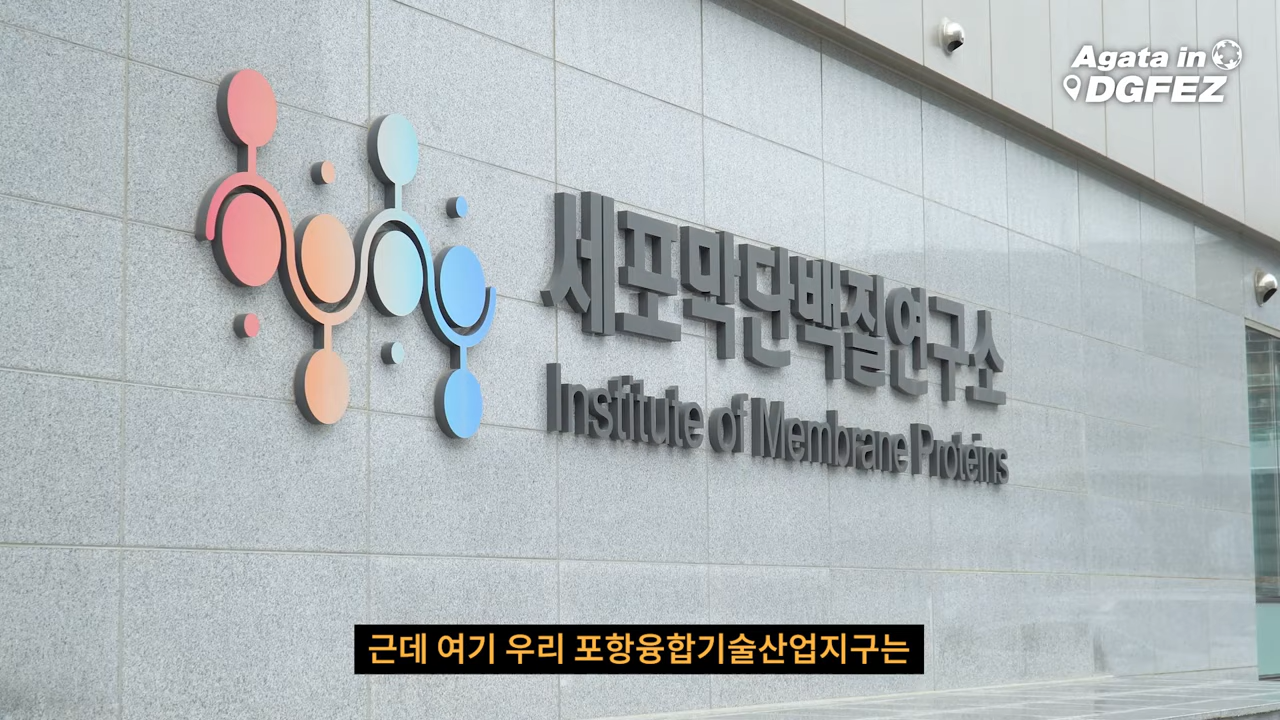 Agata in
DGFEZ
세포막단백질연구소
Institute of Membrane Proteins
근데 여기 우리 포항융합기술산업지구는